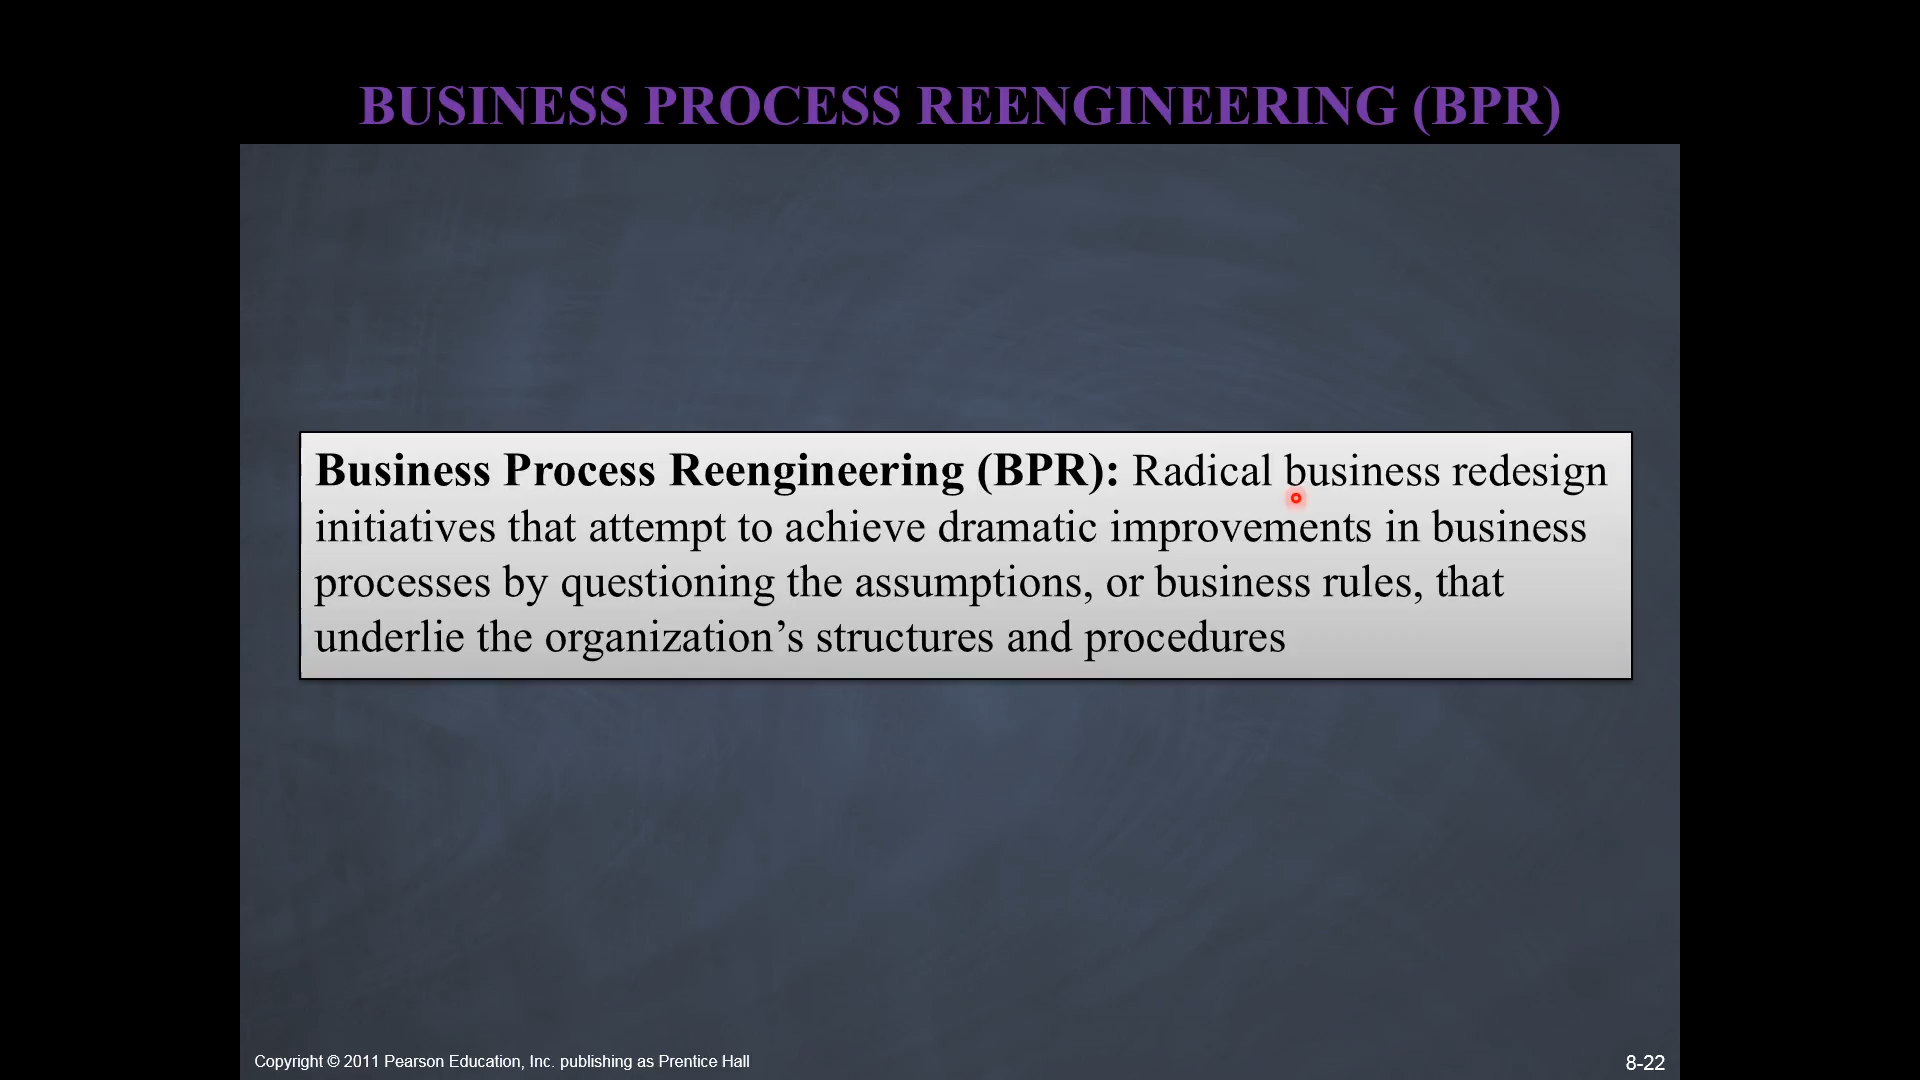 BUSINESS PROCESS REENGINEERING (BPR)
Business Process Reengineering (BPR): Radical business redesign
initiatives that attempt to achieve dramatic improvements in business
processes by questioning the assumptions, or business rules, that
underlie the organization’s structures and procedures
Copyright © 2011 Pearson Education, Inc. publishing as Prentice Hall
8-22